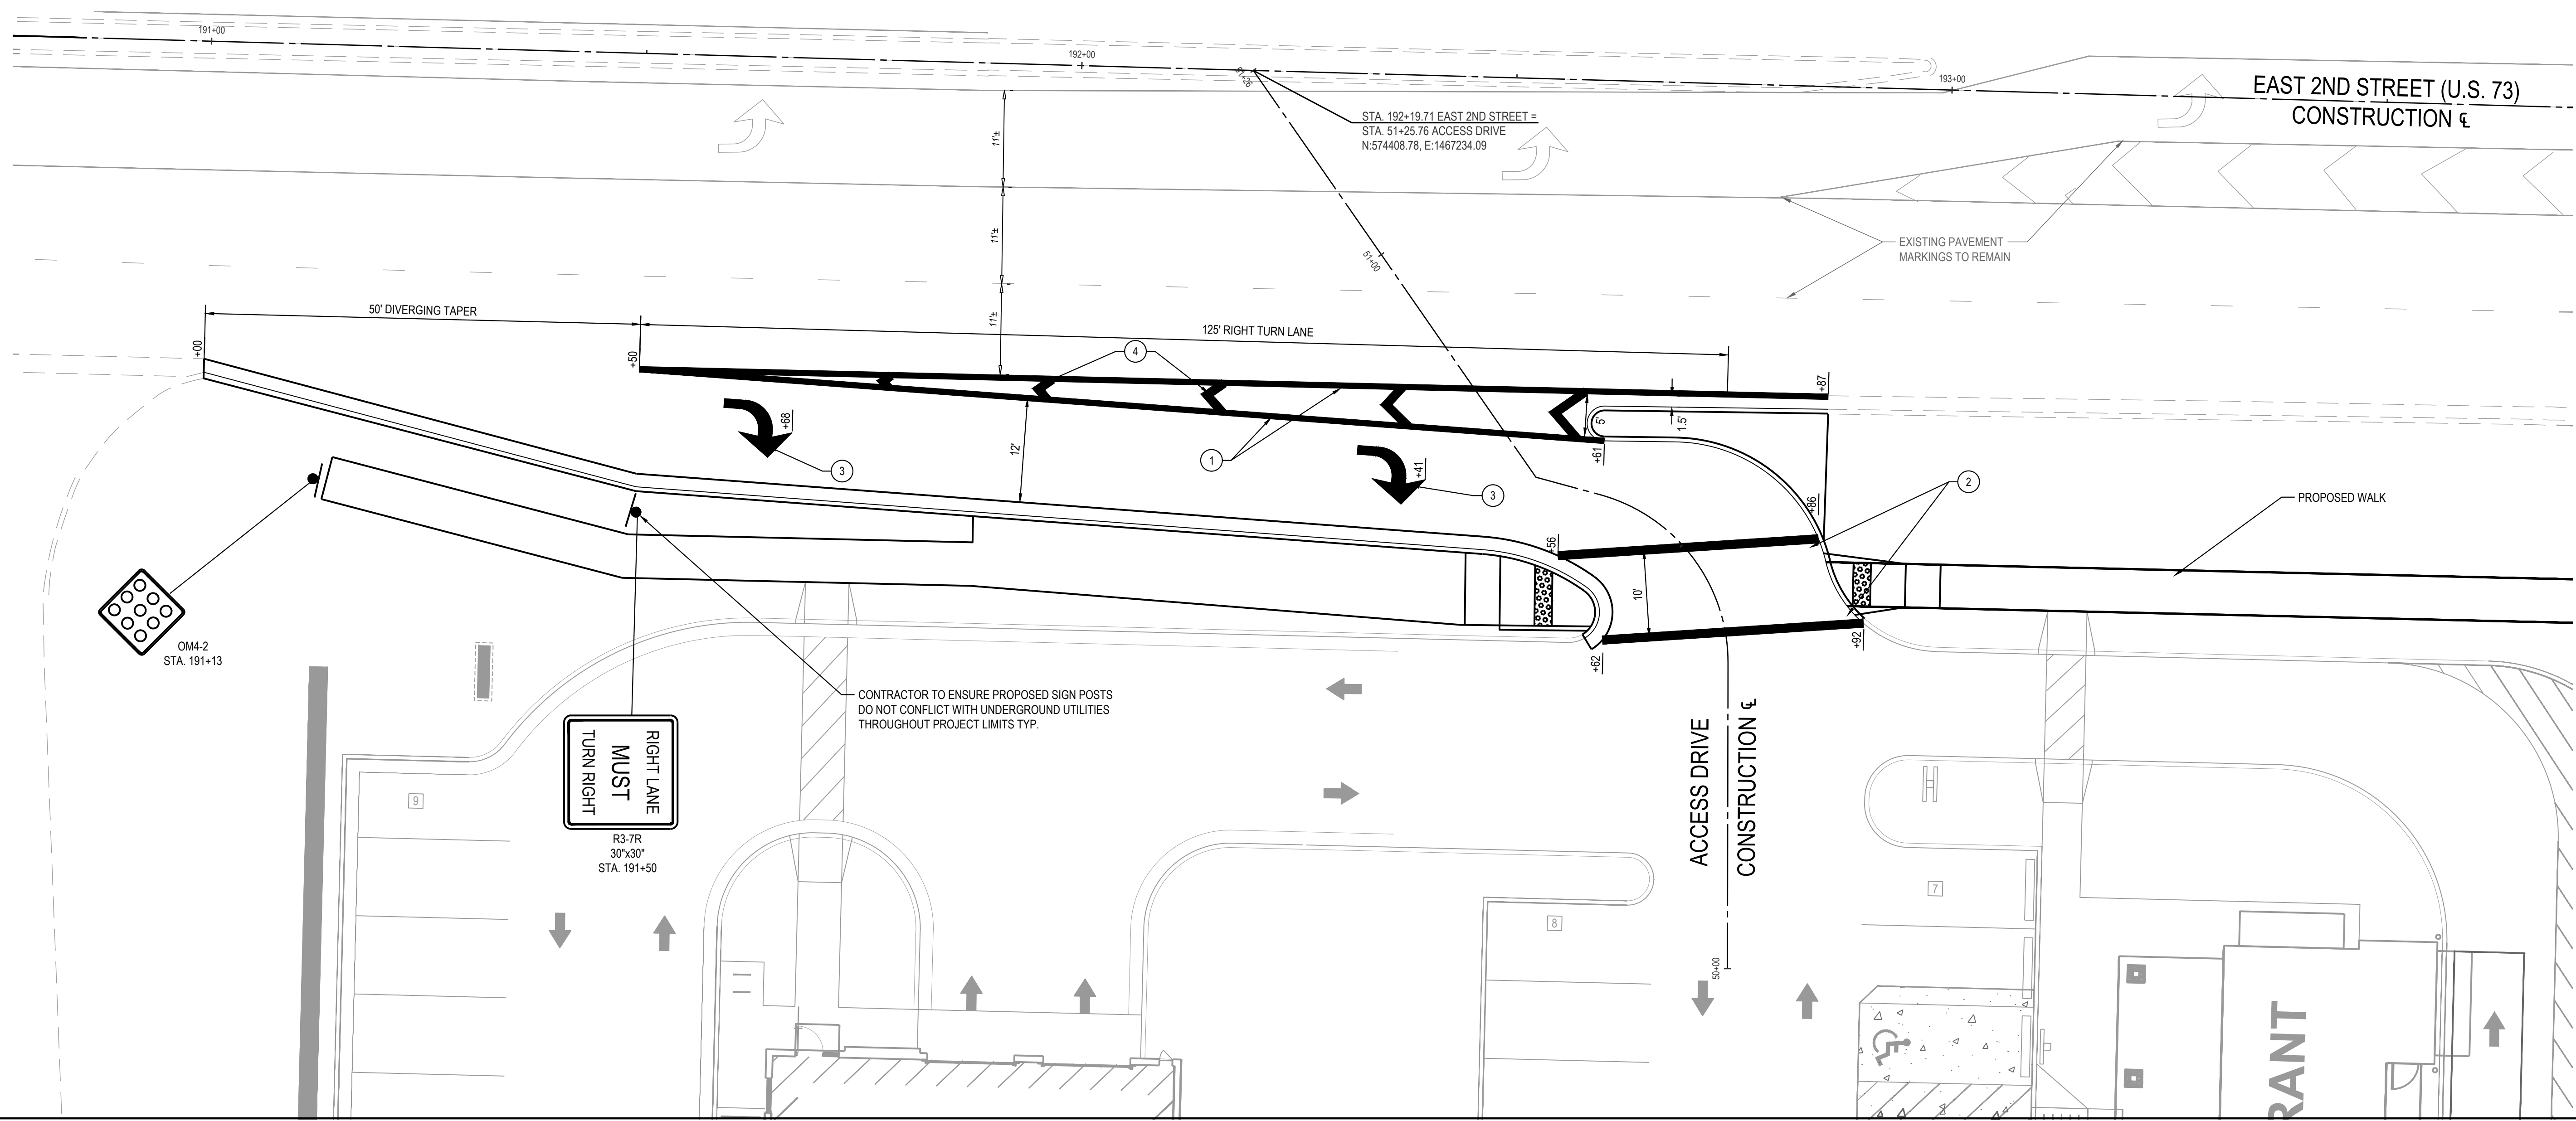 191+00
192+00
193+00
EAST 2ND STREET (U.S. 73)
CONSTRUCTION ℄
51+26
STA. 192+19.71 EAST 2ND STREET =
STA. 51+25.76 ACCESS DRIVE
N:574408.78, E:1467234.09
11'±
11'±
11'±
51+00
EXISTING PAVEMENT
MARKINGS TO REMAIN
50' DIVERGING TAPER
125' RIGHT TURN LANE
+00
+50
4
+87
+68
3
12'
1
5'
1.5'
+61
+41
3
2
+86
PROPOSED WALK
+56
10'
+62
+92
OM4-2
STA. 191+13
CONTRACTOR TO ENSURE PROPOSED SIGN POSTS
DO NOT CONFLICT WITH UNDERGROUND UTILITIES
THROUGHOUT PROJECT LIMITS TYP.
RIGHT LANE
MUST
TURN RIGHT
R3-7R
30"x30"
STA. 191+50
ACCESS DRIVE
CONSTRUCTION ℄
9
8
7
50+00
RANT